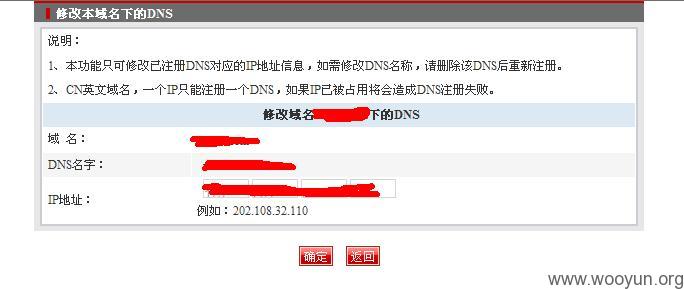 修改本域名下的DNS
说明：
1、本功能只可修改已注册DNS对应的IP地址信息，如需修改DNS名称，请删除该DNS后重新注册。
2、CN英文域名，一个IP只能注册一个DNS，如果IP已被占用将会造成DNS注册失败。
修改域名 下的DNS
域 名：
DNS名字：
IP地址：
例如：202.108.32.110
确定 返回
www.wooyun.org